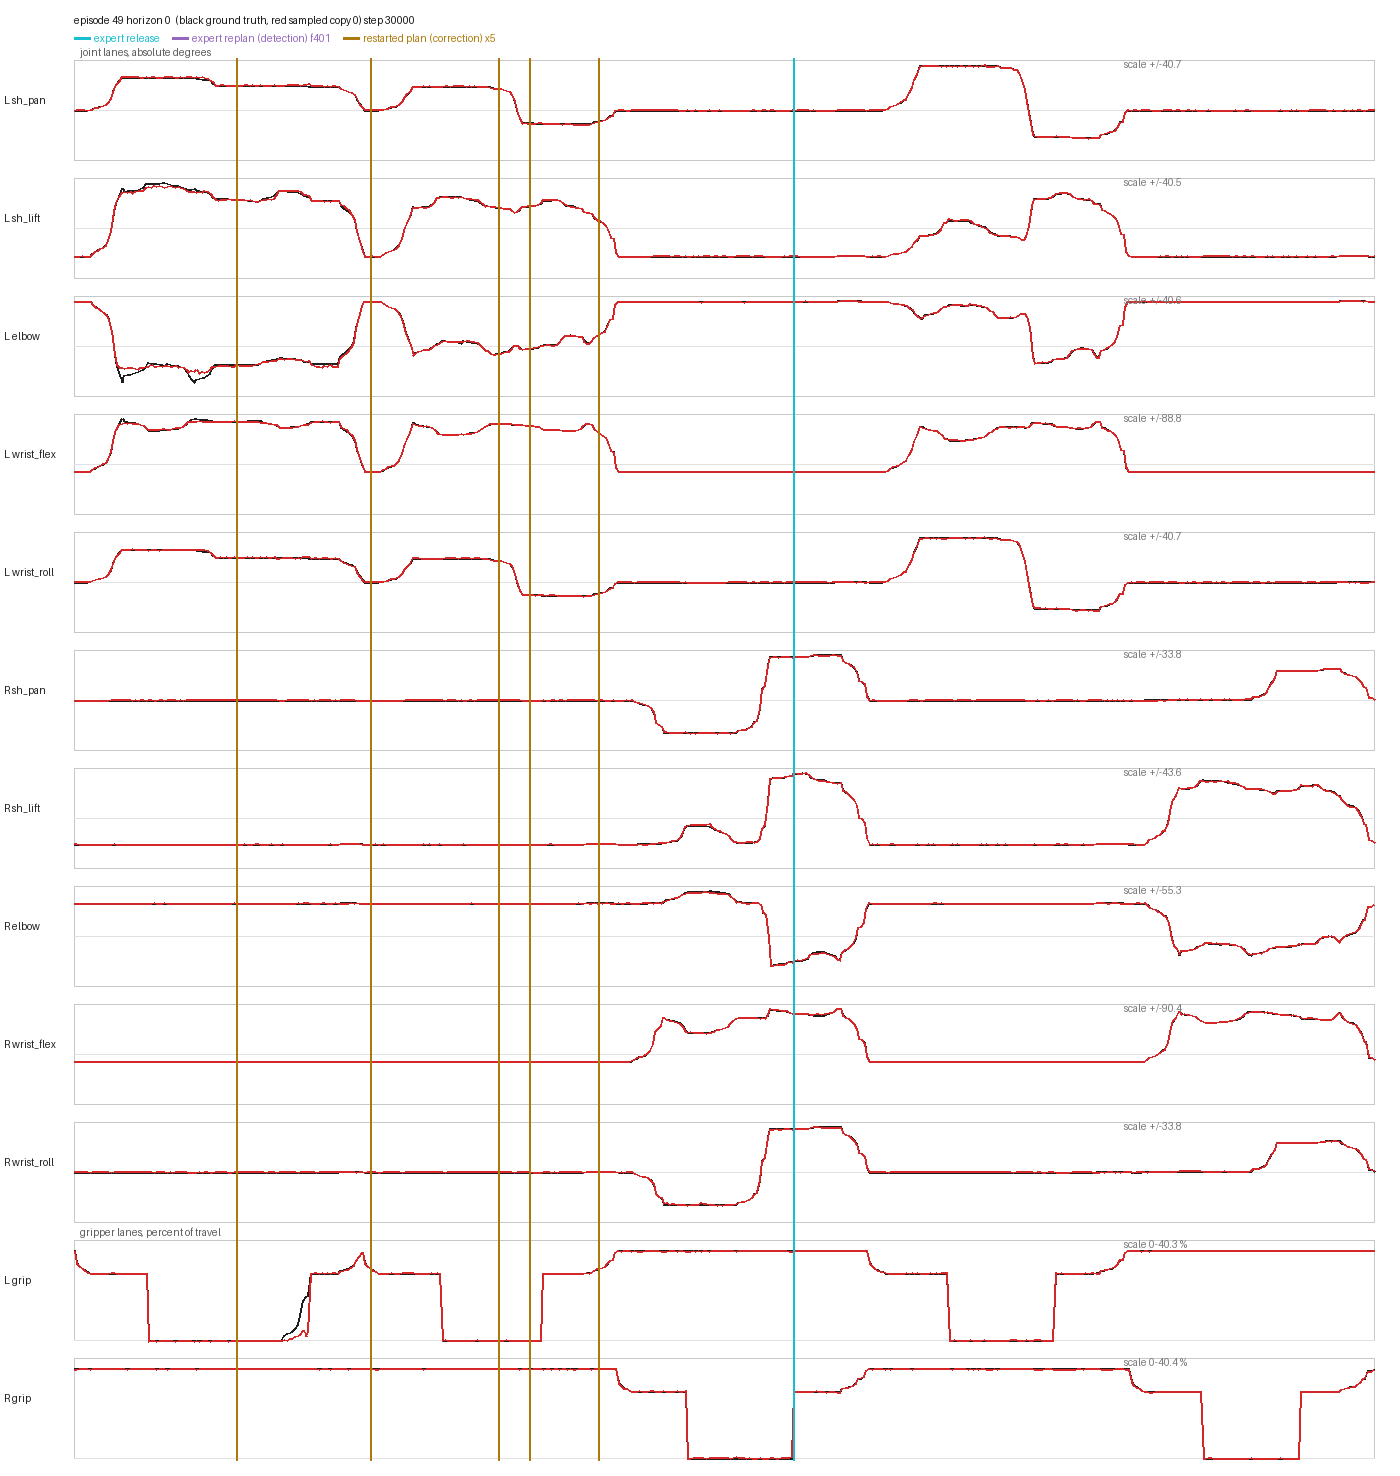 episode 49 horizon 0 (black ground truth, red sampled copy 0) step 30000
expert release expert replan (detection) f401 restarted plan (correction) x5
joint lanes, absolute degrees
L sh_pan scale +/-40.7
L sh_lift scale +/-40.5
L elbow scale +/-40.6
L wrist_flex scale +/-88.8
L wrist_roll scale +/-40.7
R sh_pan scale +/-33.8
R sh_lift scale +/-43.6
R elbow scale +/-55.3
R wrist_flex scale +/-90.4
R wrist_roll scale +/-33.8
gripper lanes, percent of travel
L grip scale 0-40.3%
R grip scale 0-40.4%